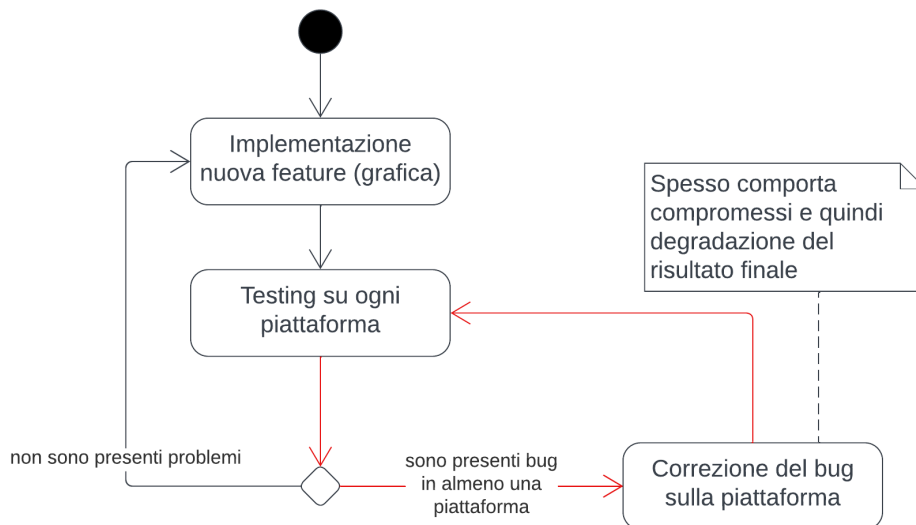 Implementazione
nuova feature (grafica)
Spesso comporta
compromessi e quindi
degradazione del
risultato finale
Testing su ogni
piattaforma
non sono presenti problemi
sono presenti bug
in almeno una
piattaforma
Correzione del bug
sulla piattaforma